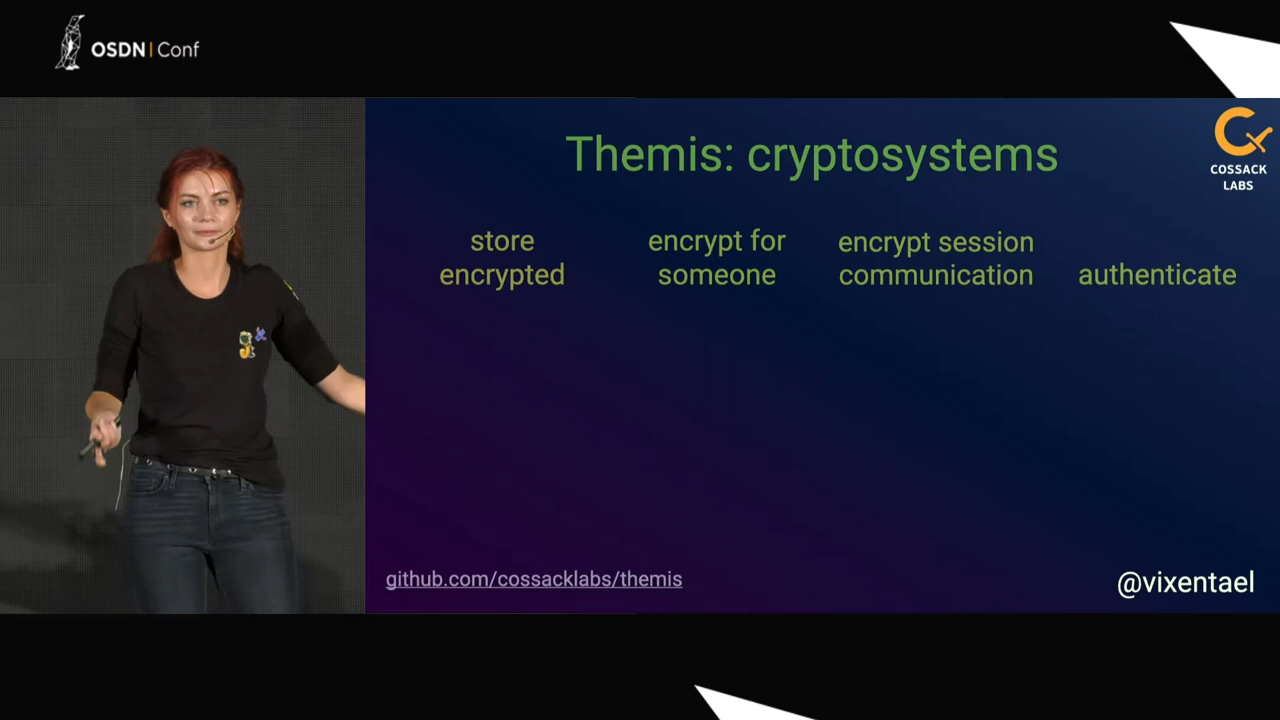 OSDN | Conf
Themis: cryptosystems
COSSACK
LABS
store
encrypted
encrypt for
someone
encrypt session
communication
authenticate
github.com/cossacklabs/themis
@vixentael